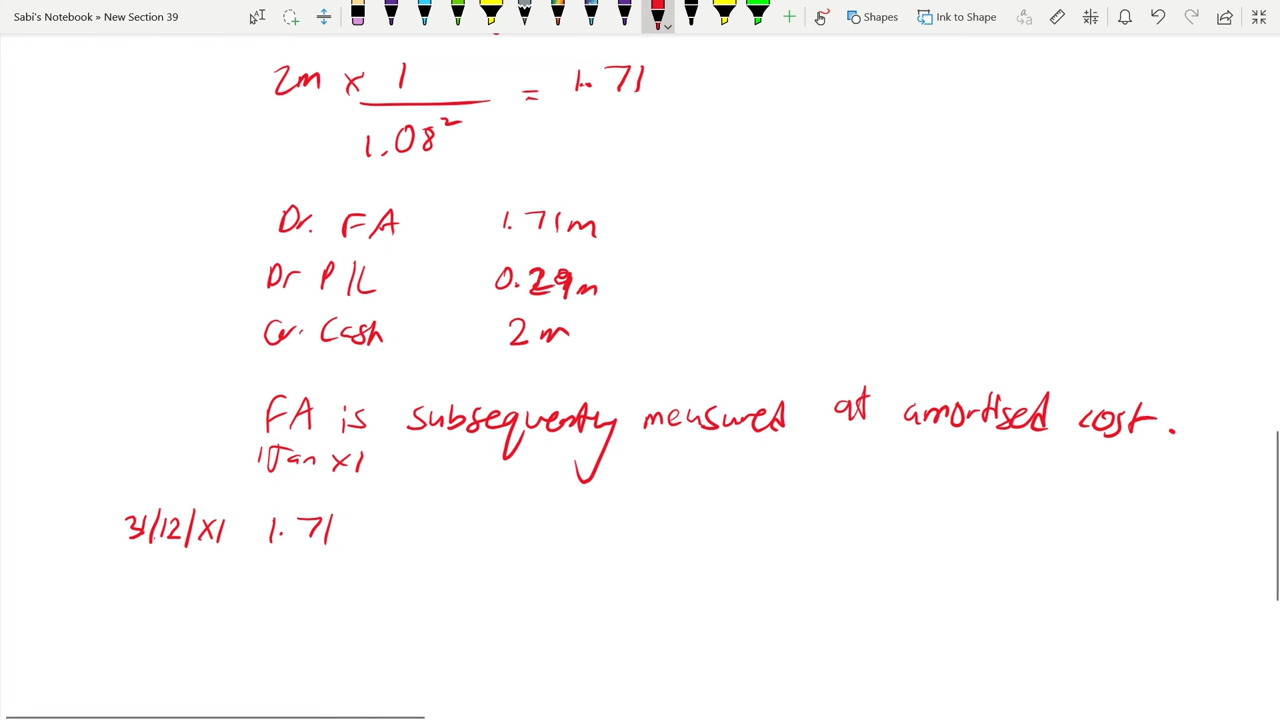 Sabi's Notebook » New Section 39
Shapes
Ink to Shape
2m x 1
1.08² = 1.71
Dr. FA 1.71m
Dr P/L 0.29m
Cr. Cash 2m
FA is subsequently measured at amortised cost.
1 Jan X1
31/12/X1 1.71